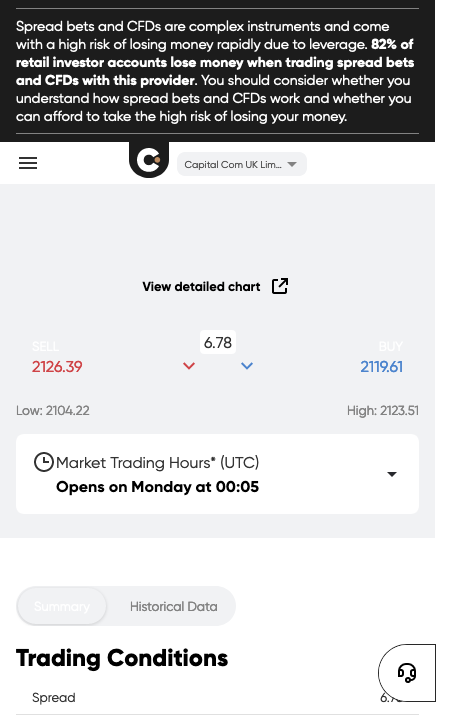 Spread bets and CFDs are complex instruments and come
with a high risk of losing money rapidly due to leverage. 82% of
retail investor accounts lose money when trading spread bets
and CFDs with this provider. You should consider whether you
understand how spread bets and CFDs work and whether you
can afford to take the high risk of losing your money.
Capital Com UK Lim...
View detailed chart
6.78
SELL
BUY
2126.39
2119.61
Low: 2104.22
High: 2123.51
Market Trading Hours* (UTC)
Opens on Monday at 00:05
Summary
Historical Data
Trading Conditions
Spread